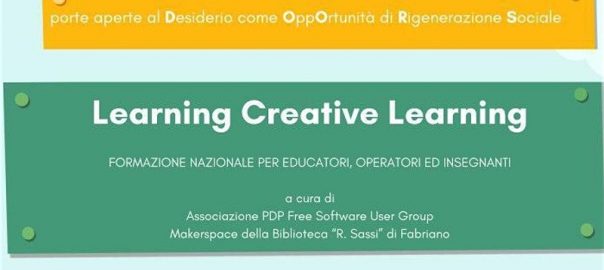 porte aperte al Desiderio come OppOrtunità di Rigenerazione Sociale
Learning Creative Learning
FORMAZIONE NAZIONALE PER EDUCATORI, OPERATORI ED INSEGNANTI
a cura di
Associazione PDP Free Software User Group
Makerspace della Biblioteca "R. Sassi" di Fabriano